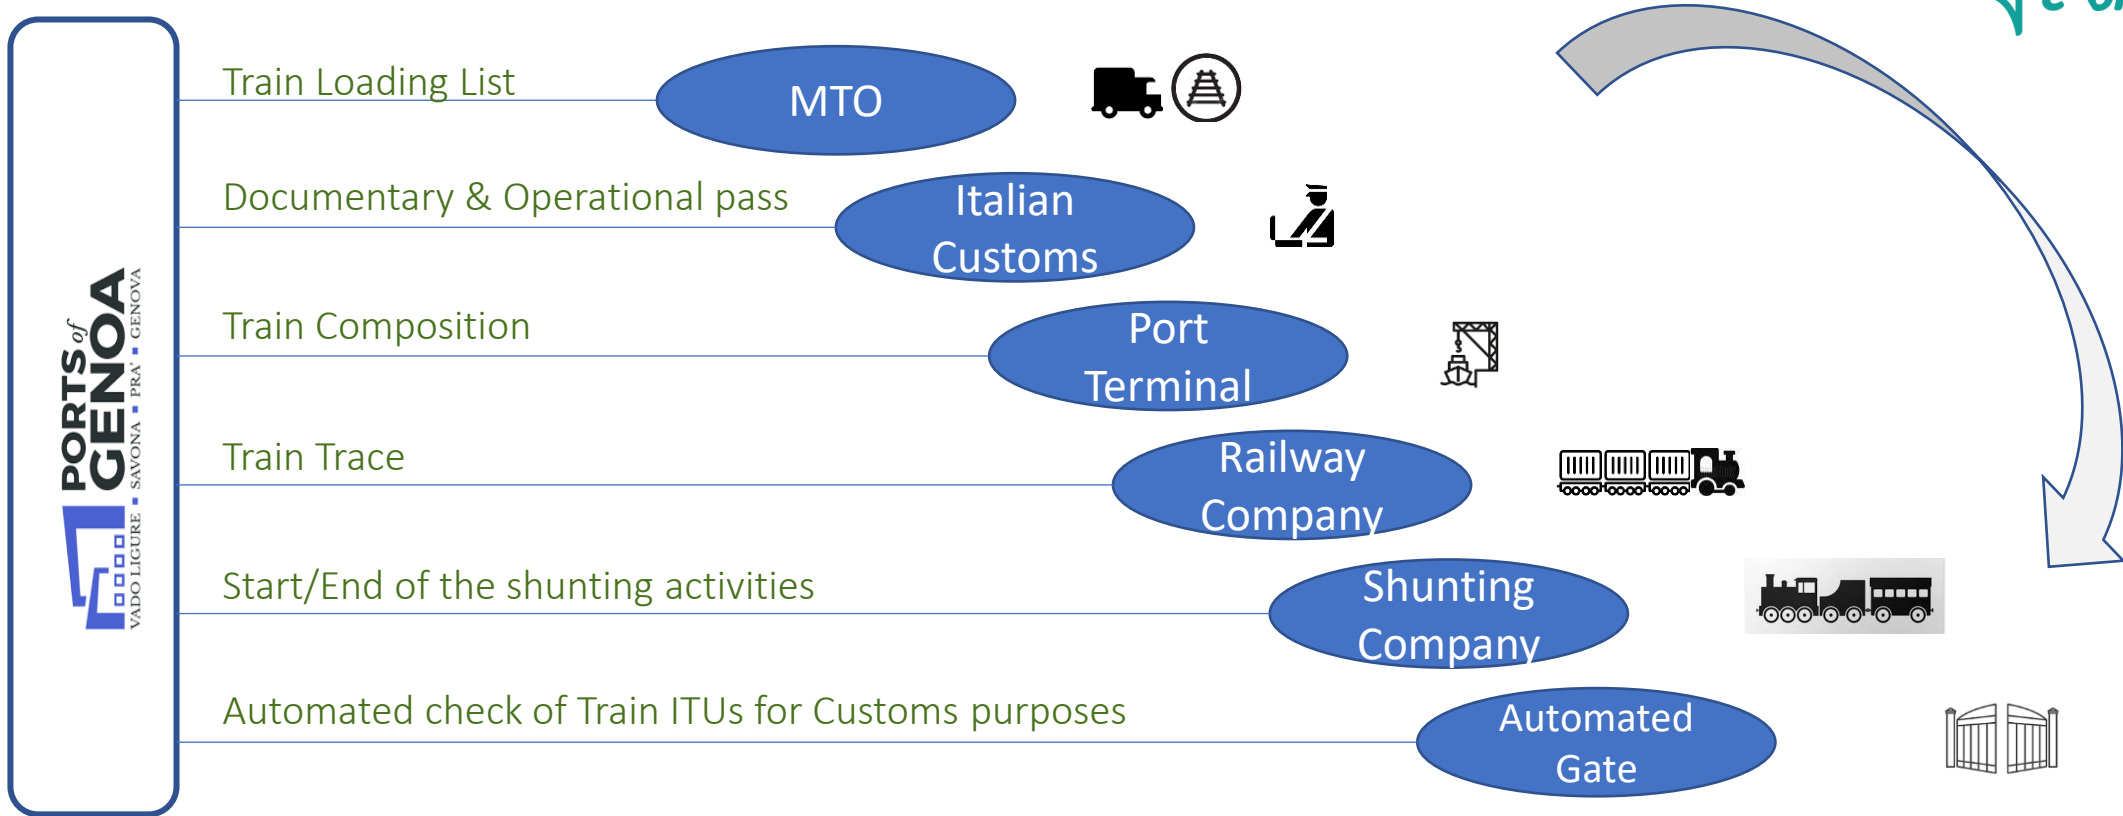 PORTS of
GENOA
VADO LIGURE ▪ SAVONA ▪ PRA' ▪ GENOVA
Train Loading List
MTO
Documentary & Operational pass
Italian
Customs
Train Composition
Port
Terminal
Train Trace
Railway
Company
Start/End of the shunting activities
Shunting
Company
Automated check of Train ITUs for Customs purposes
Automated
Gate